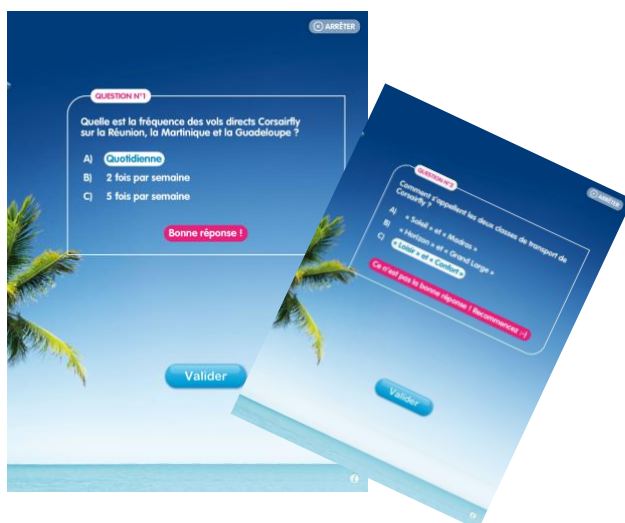 ARRÊTER
QUESTION N°1
Quelle est la fréquence des vols directs Corsairfly
sur la Réunion, la Martinique et la Guadeloupe ?
A) Quotidienne
B) 2 fois par semaine
C) 5 fois par semaine
Bonne réponse !
Valider
ARRÊTER
QUESTION N°2
Comment s'appellent les deux classes de transport de
Corsairfly ?
A) « Soleil » et « Madras »
B) « Horizon » et « Grand Large »
C) « Loisir » et « Confort »
Ce n'est pas la bonne réponse ! Recommencez :-)
Valider